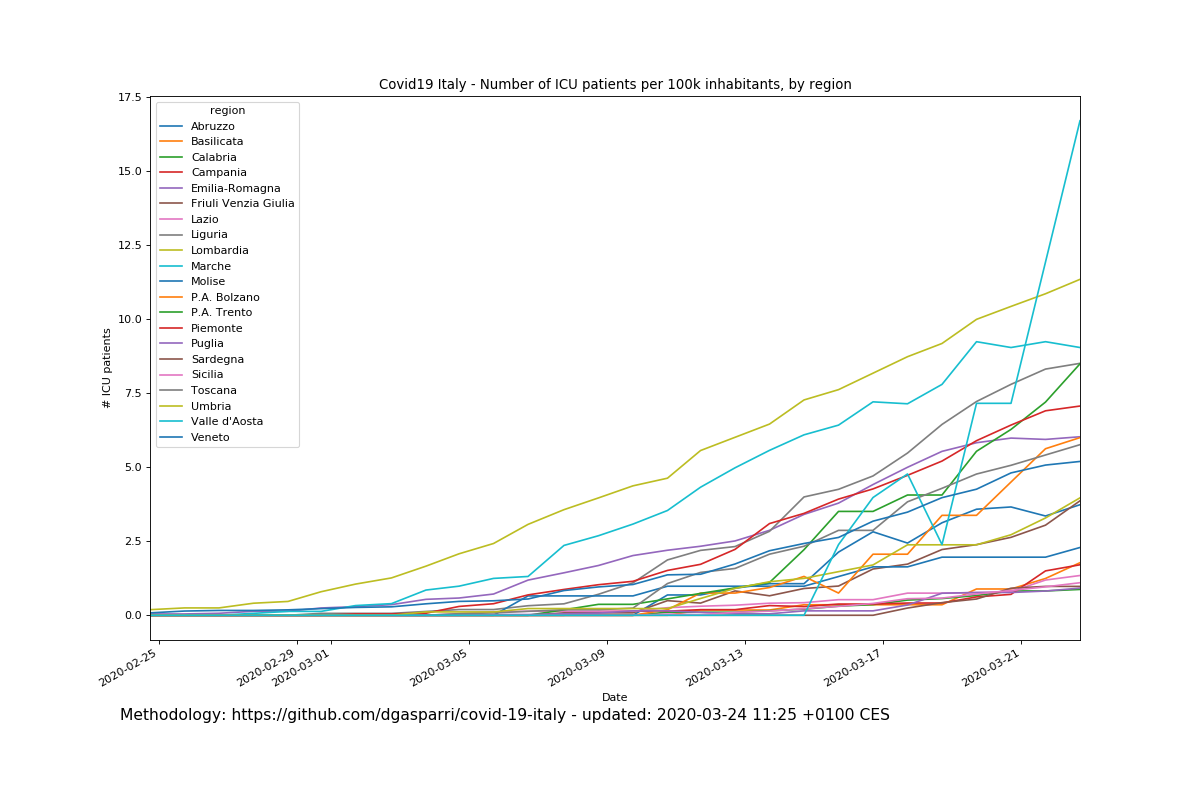 Covid19 Italy - Number of ICU patients per 100k inhabitants, by region
17.5
15.0
12.5
10.0
7.5
5.0
2.5
0.0
# ICU patients
region
Abruzzo
Basilicata
Calabria
Campania
Emilia-Romagna
Friuli Venzia Giulia
Lazio
Liguria
Lombardia
Marche
Molise
P.A. Bolzano
P.A. Trento
Piemonte
Puglia
Sardegna
Sicilia
Toscana
Umbria
Valle d'Aosta
Veneto
2020-02-25
2020-02-29
2020-03-01
2020-03-05
2020-03-09
2020-03-13
2020-03-17
2020-03-21
Date
Methodology: https://github.com/dgasparri/covid-19-italy - updated: 2020-03-24 11:25 +0100 CES